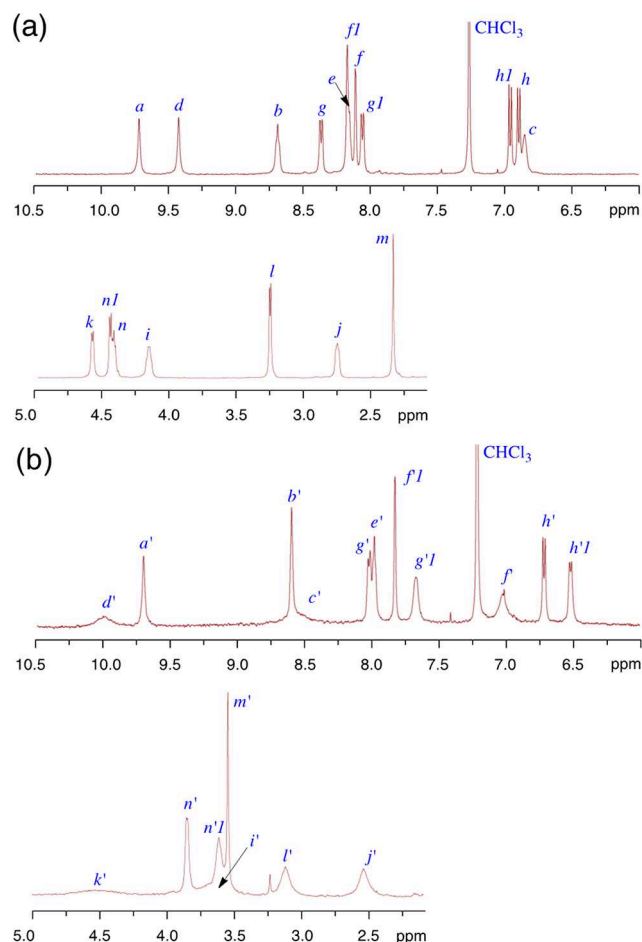 (a)
f1
CHCl3
f
e
a
d
b
g
g1
h1
h
c
10.5 10.0 9.5 9.0 8.5 8.0 7.5 7.0 6.5 ppm
m
l
n1
k
n
i
j
5.0 4.5 4.0 3.5 3.0 2.5 ppm
(b)
CHCl3
f'1
b'
e'
a'
g'
h'
g'1
h'1
c'
d'
f'
10.5 10.0 9.5 9.0 8.5 8.0 7.5 7.0 6.5 ppm
m'
n'
n'1
i'
l'
j'
k'
5.0 4.5 4.0 3.5 3.0 2.5 ppm